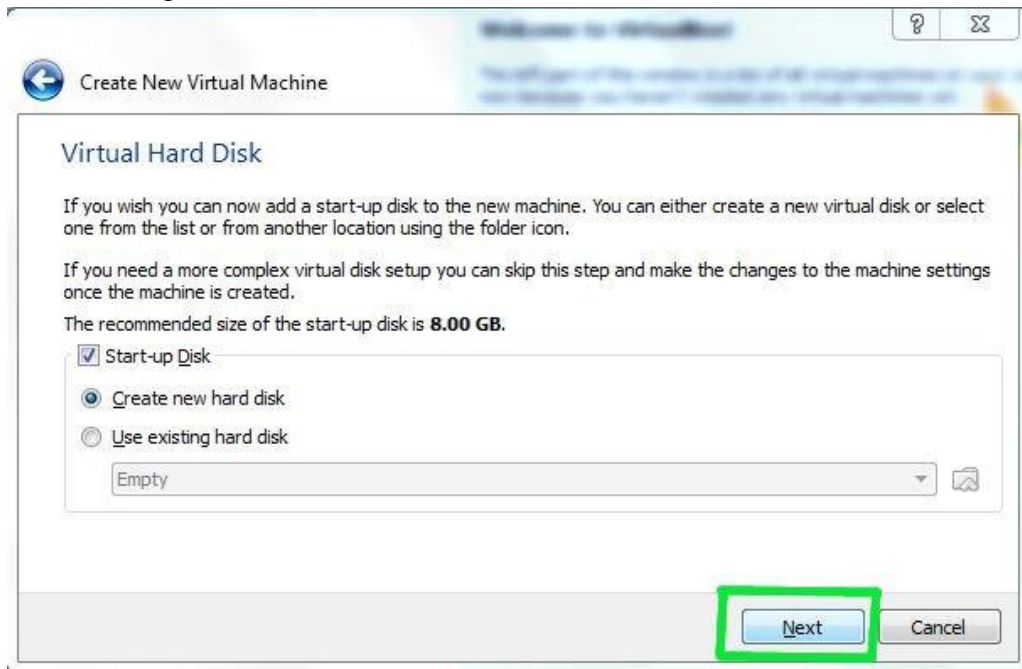 Welcome to VirtualBox!
Create New Virtual Machine
Virtual Hard Disk
If you wish you can now add a start-up disk to the new machine. You can either create a new virtual disk or select
one from the list or from another location using the folder icon.
If you need a more complex virtual disk setup you can skip this step and make the changes to the machine settings
once the machine is created.
The recommended size of the start-up disk is 8.00 GB.
Start-up Disk
Create new hard disk
Use existing hard disk
Empty
Next
Cancel